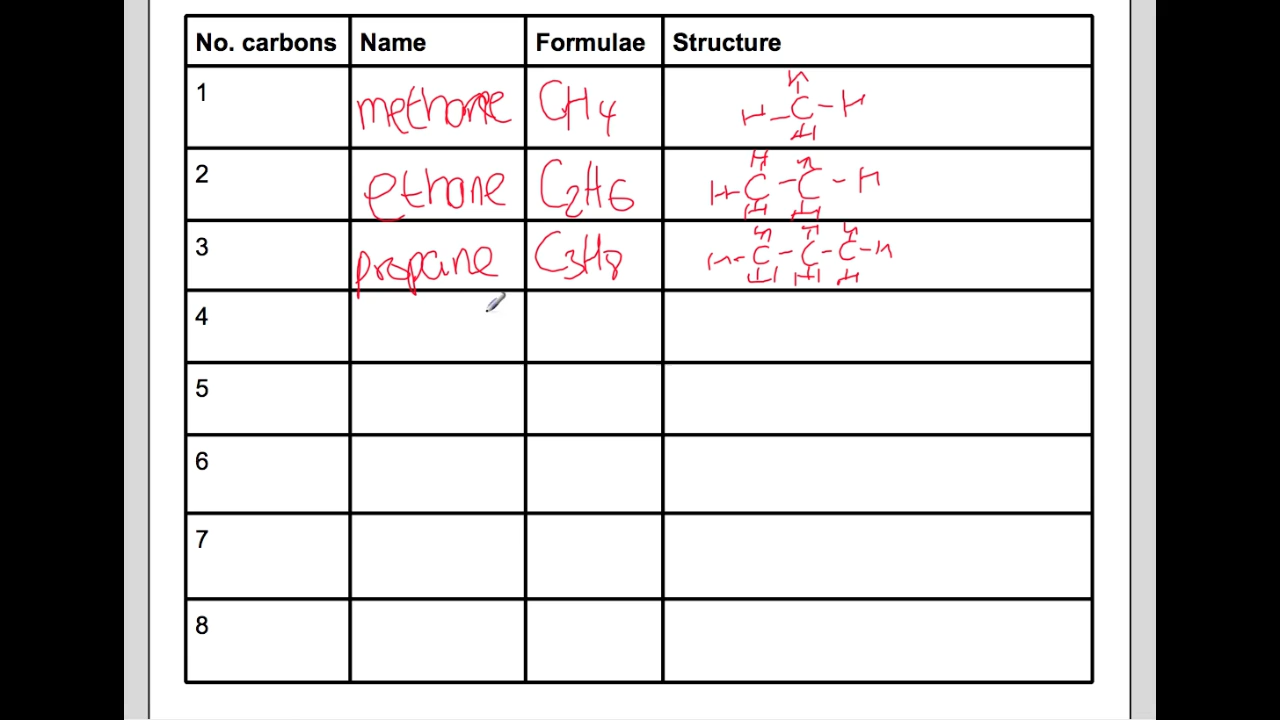 No. carbons Name Formulae Structure
1 methane CH4
H
H-C-H
H
2 ethane C2H6
H H
H-C-C-H
H H
3 propane C3H8
H H H
H-C-C-C-H
H H H
4
5
6
7
8